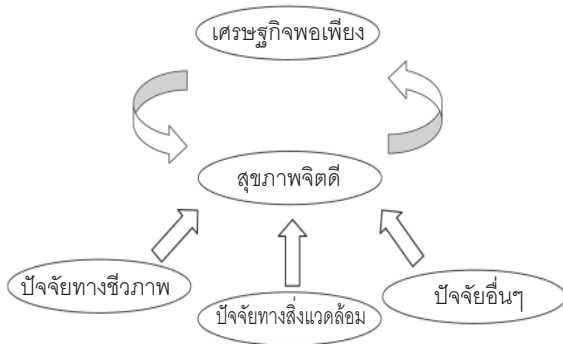 เศรษฐกิจพอเพียง
สุขภาพจิตดี
ปัจจัยทางชีวภาพ
ปัจจัยทางสิ่งแวดล้อม
ปัจจัยอื่นๆ